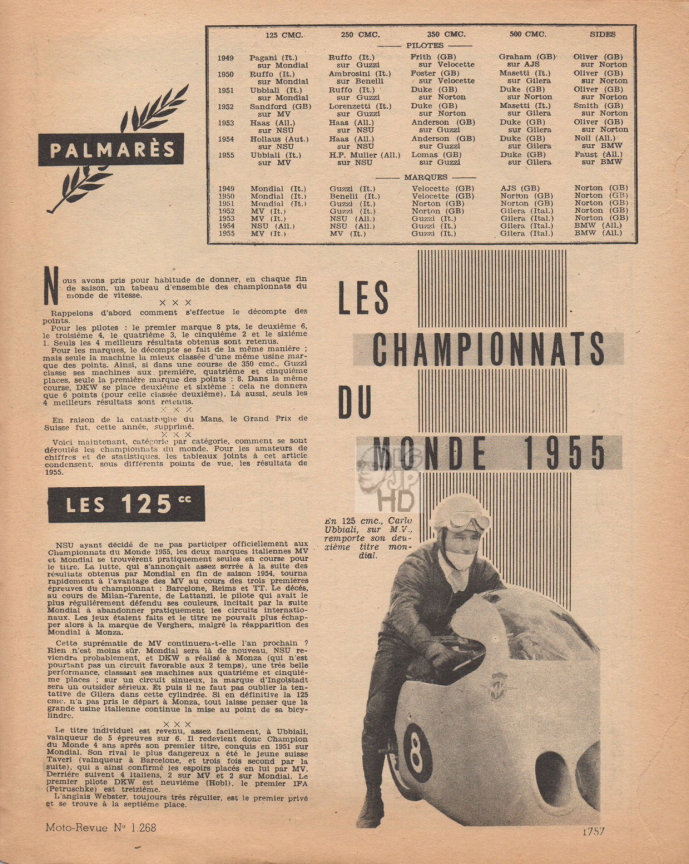 125 CMC. 250 CMC. 350 CMC. 500 CMC. SIDES
PILOTES
1949 Pagani (It.) Ruffo (It.) Frith (GB) Graham (GB) Oliver (GB)
sur Mondial sur Guzzi sur Velocette sur AJS sur Norton
1950 Ruffo (It.) Ambrosini (It.) Foster (GB) Masetti (It.) Oliver (GB)
sur Mondial sur Benelli sur Velocette sur Gilera sur Norton
1951 Ubbiali (It.) Ruffo (It.) Duke (GB) Duke (GB) Oliver (GB)
sur Mondial sur Guzzi sur Norton sur Norton sur Norton
1952 Sandford (GB) Lorenzetti (It.) Duke (GB) Masetti (It.) Smith (GB)
sur MV sur Guzzi sur Norton sur Gilera sur Norton
1953 Haas (All.) Haas (All.) Anderson (GB) Duke (GB) Oliver (GB)
sur NSU sur NSU sur Guzzi sur Gilera sur Norton
1954 Hollaus (Aut.) Haas (All.) Anderson (GB) Duke (GB) Noll (All.)
sur NSU sur NSU sur Guzzi sur Gilera sur BMW
1955 Ubbiali (It.) H.P. Muller (All.) Lomas (GB) Duke (GB) Faust (All.)
sur MV sur NSU sur Guzzi sur Gilera sur BMW
MARQUES
1949 Mondial (It.) Guzzi (It.) Velocette (GB) AJS (GB) Norton (GB)
1950 Mondial (It.) Benelli (It.) Velocette (GB) Norton (GB) Norton (GB)
1951 Mondial (It.) Guzzi (It.) Norton (GB) Norton (GB) Norton (GB)
1952 MV (It.) Guzzi (It.) Norton (GB) Gilera (Ital.) Norton (GB)
1953 MV (It.) NSU (All.) Guzzi (It.) Gilera (Ital.) Norton (GB)
1954 NSU (All.) NSU (All.) Guzzi (It.) Gilera (Ital.) BMW (All.)
1955 MV (It.) MV (It.) Guzzi (It.) Gilera (Ital.) BMW (All.)
PALMARÈS
Nous avons pris pour habitude de donner, en chaque fin
de saison, un tabeau d'ensemble des championnats du
monde de vitesse.
× × ×
Rappelons d'abord comment s'effectue le décompte des
points.
Pour les pilotes : le premier marque 8 pts, le deuxième 6,
le troisième 4, le quatrième 3, le cinquième 2 et le sixième
1. Seuls les 4 meilleurs résultats obtenus sont retenus.
Pour les marques, le décompte se fait de la même manière ;
mais seule la machine la mieux classée d'une même usine mar-
que des points. Ainsi, si dans une course de 350 cmc., Guzzi
classe ses machines aux première, quatrième et cinquième
places, seule la première marque des points : 8. Dans la même
course, DKW se place deuxième et sixième : cela ne donnera
que 6 points (pour celle classée deuxième). Là aussi, seuls les
4 meilleurs résultats sont retenus.
× × ×
En raison de la catastrophe du Mans, le Grand Prix de
Suisse fut, cette année, supprimé.
× × ×
Voici maintenant, catégorie par catégorie, comment se sont
déroulés les championnats du monde. Pour les amateurs de
chiffres et de statistiques, les tableaux joints à cet article
condensent, sous différents points de vue, les résultats de
1955.
LES CHAMPIONNATS
DU
MONDE 1955
JP
HD
LES 125 cc
NSU ayant décidé de ne pas participer officiellement aux
Championnats du Monde 1955, les deux marques italiennes MV
et Mondial se trouvèrent pratiquement seules en course pour
le titre. La lutte, qui s'annonçait assez serrée à la suite des
résultats obtenus par Mondial en fin de saison 1954, tourna
rapidement à l'avantage des MV au cours des trois premières
épreuves du championnat : Barcelone, Reims et TT. Le décès,
au cours de Milan-Tarente, de Lattanzi, le pilote qui avait le
plus régulièrement défendu ses couleurs, incitait par la suite
Mondial à abandonner pratiquement les circuits internatio-
naux. Les jeux étaient faits et le titre ne pouvait plus échap-
per alors à la marque de Verghera, malgré la réapparition des
Mondial à Monza.
Cette suprématie de MV continuera-t-elle l'an prochain ?
Rien n'est moins sûr. Mondial sera là de nouveau, NSU re-
viendra probablement, et DKW a réalisé à Monza (qui n'est
pourtant pas un circuit favorable aux 2 temps), une très belle
performance, classant ses machines aux quatrième et cinquiè-
me places ; sur un circuit sinueux, la marque d'Ingolstadt
sera un outsider sérieux. Et puis il ne faut pas oublier la ten-
tative de Gilera dans cette cylindrée. Si en définitive la 125
cmc. n'a pas pris le départ à Monza, tout laisse penser que la
grande usine italienne continue la mise au point de sa bicy-
lindre.
× × ×
Le titre individuel est revenu, assez facilement, à Ubbiali,
vainqueur de 5 épreuves sur 6. Il redevient donc Champion
du Monde 4 ans après son premier titre, conquis en 1951 sur
Mondial. Son rival le plus dangereux a été le jeune suisse
Taveri (vainqueur à Barcelone, et trois fois second par la
suite), qui a ainsi confirmé les espoirs placés en lui par MV.
Derrière suivent 4 italiens, 2 sur MV et 2 sur Mondial. Le
premier pilote DKW est neuvième (Hobl), le premier IFA
(Petruschke) est treizième.
L'anglais Webster, toujours très régulier, est le premier privé
et se trouve à la septième place.
En 125 cmc., Carlo
Ubbiali, sur M.V.,
remporte son deu-
xième titre mon-
dial.
8
Moto-Revue N° 1.268
1757